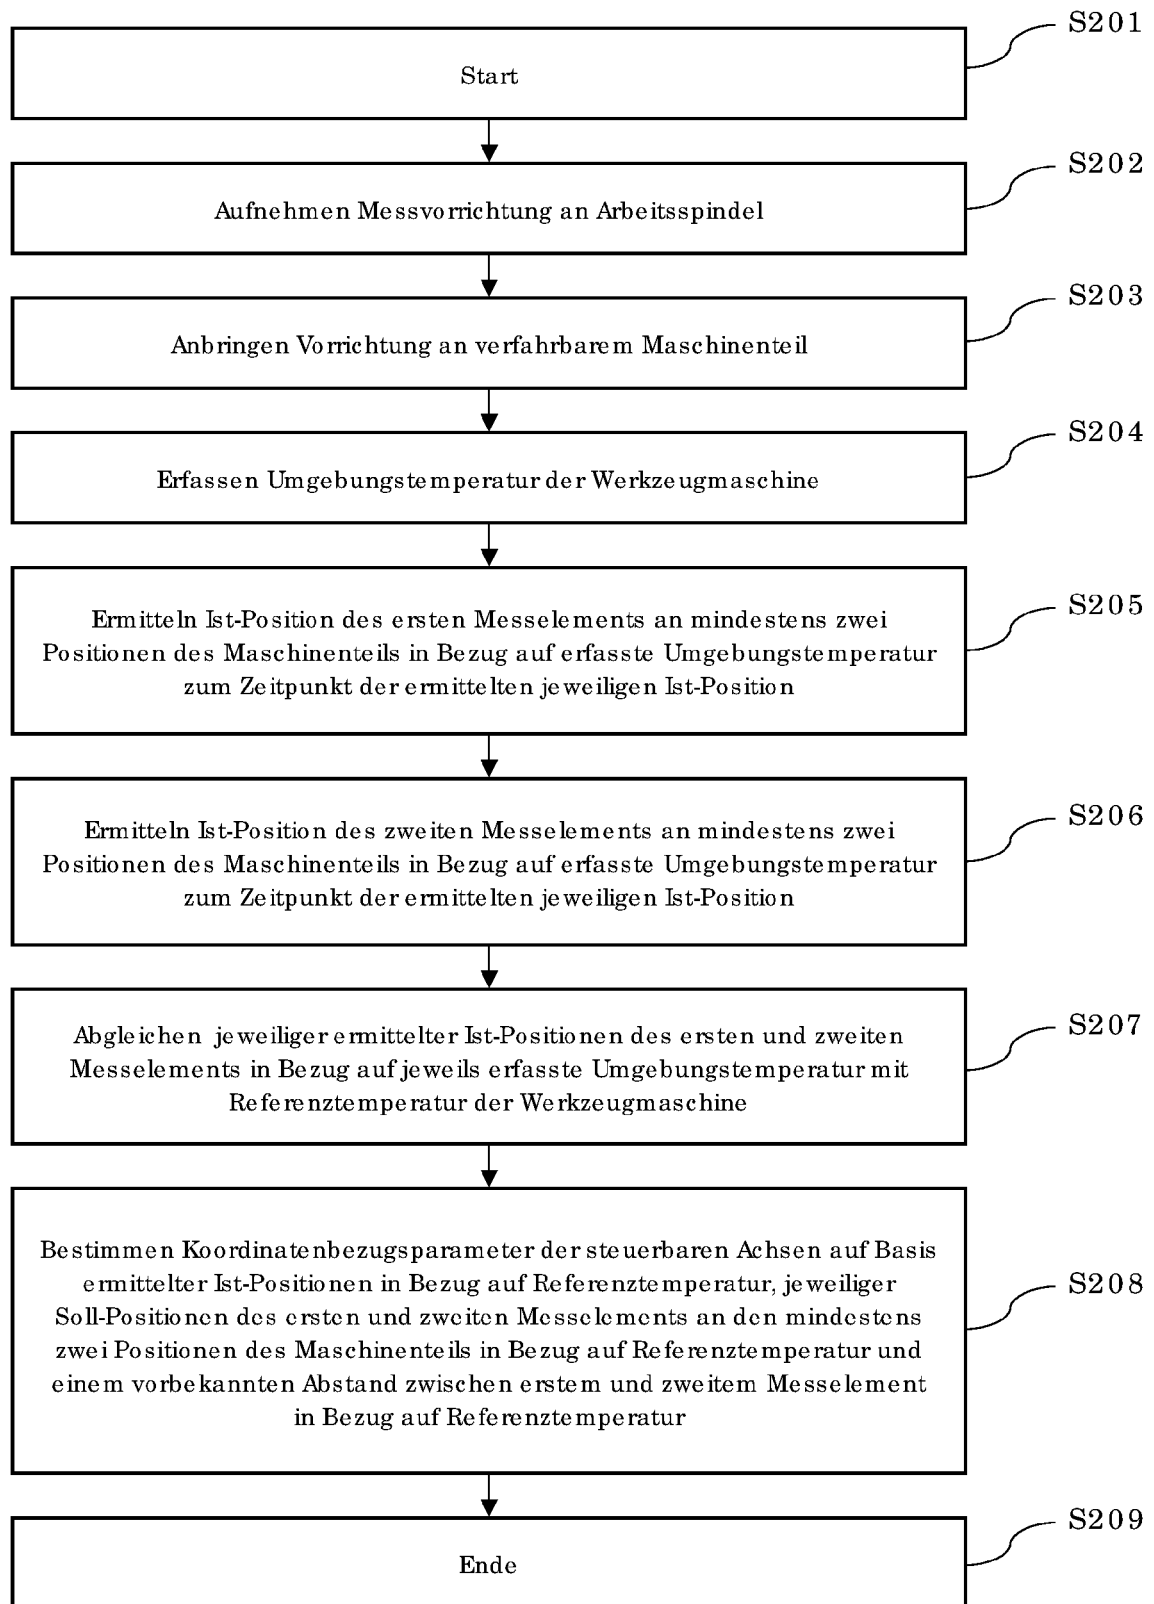 S201
Start
S202
Aufnehmen Messvorrichtung an Arbeitsspindel
S203
Anbringen Vorrichtung an verfahrbarem Maschinenteil
S204
Erfassen Umgebungstemperatur der Werkzeugmaschine
S205
Ermitteln Ist-Position des ersten Messelements an mindestens zwei
Positionen des Maschinenteils in Bezug auf erfasste Umgebungstemperatur
zum Zeitpunkt der ermittelten jeweiligen Ist-Position
S206
Ermitteln Ist-Position des zweiten Messelements an mindestens zwei
Positionen des Maschinenteils in Bezug auf erfasste Umgebungstemperatur
zum Zeitpunkt der ermittelten jeweiligen Ist-Position
S207
Abgleichen jeweiliger ermittelter Ist-Positionen des ersten und zweiten
Messelements in Bezug auf jeweils erfasste Umgebungstemperatur mit
Referenztemperatur der Werkzeugmaschine
S208
Bestimmen Koordinatenbezugsparameter der steuerbaren Achsen auf Basis
ermittelter Ist-Positionen in Bezug auf Referenztemperatur, jeweiliger
Soll-Positionen des ersten und zweiten Messelements an den mindestens
zwei Positionen des Maschinenteils in Bezug auf Referenztemperatur und
einem vorbekannten Abstand zwischen erstem und zweitem Messelement
in Bezug auf Referenztemperatur
S209
Ende